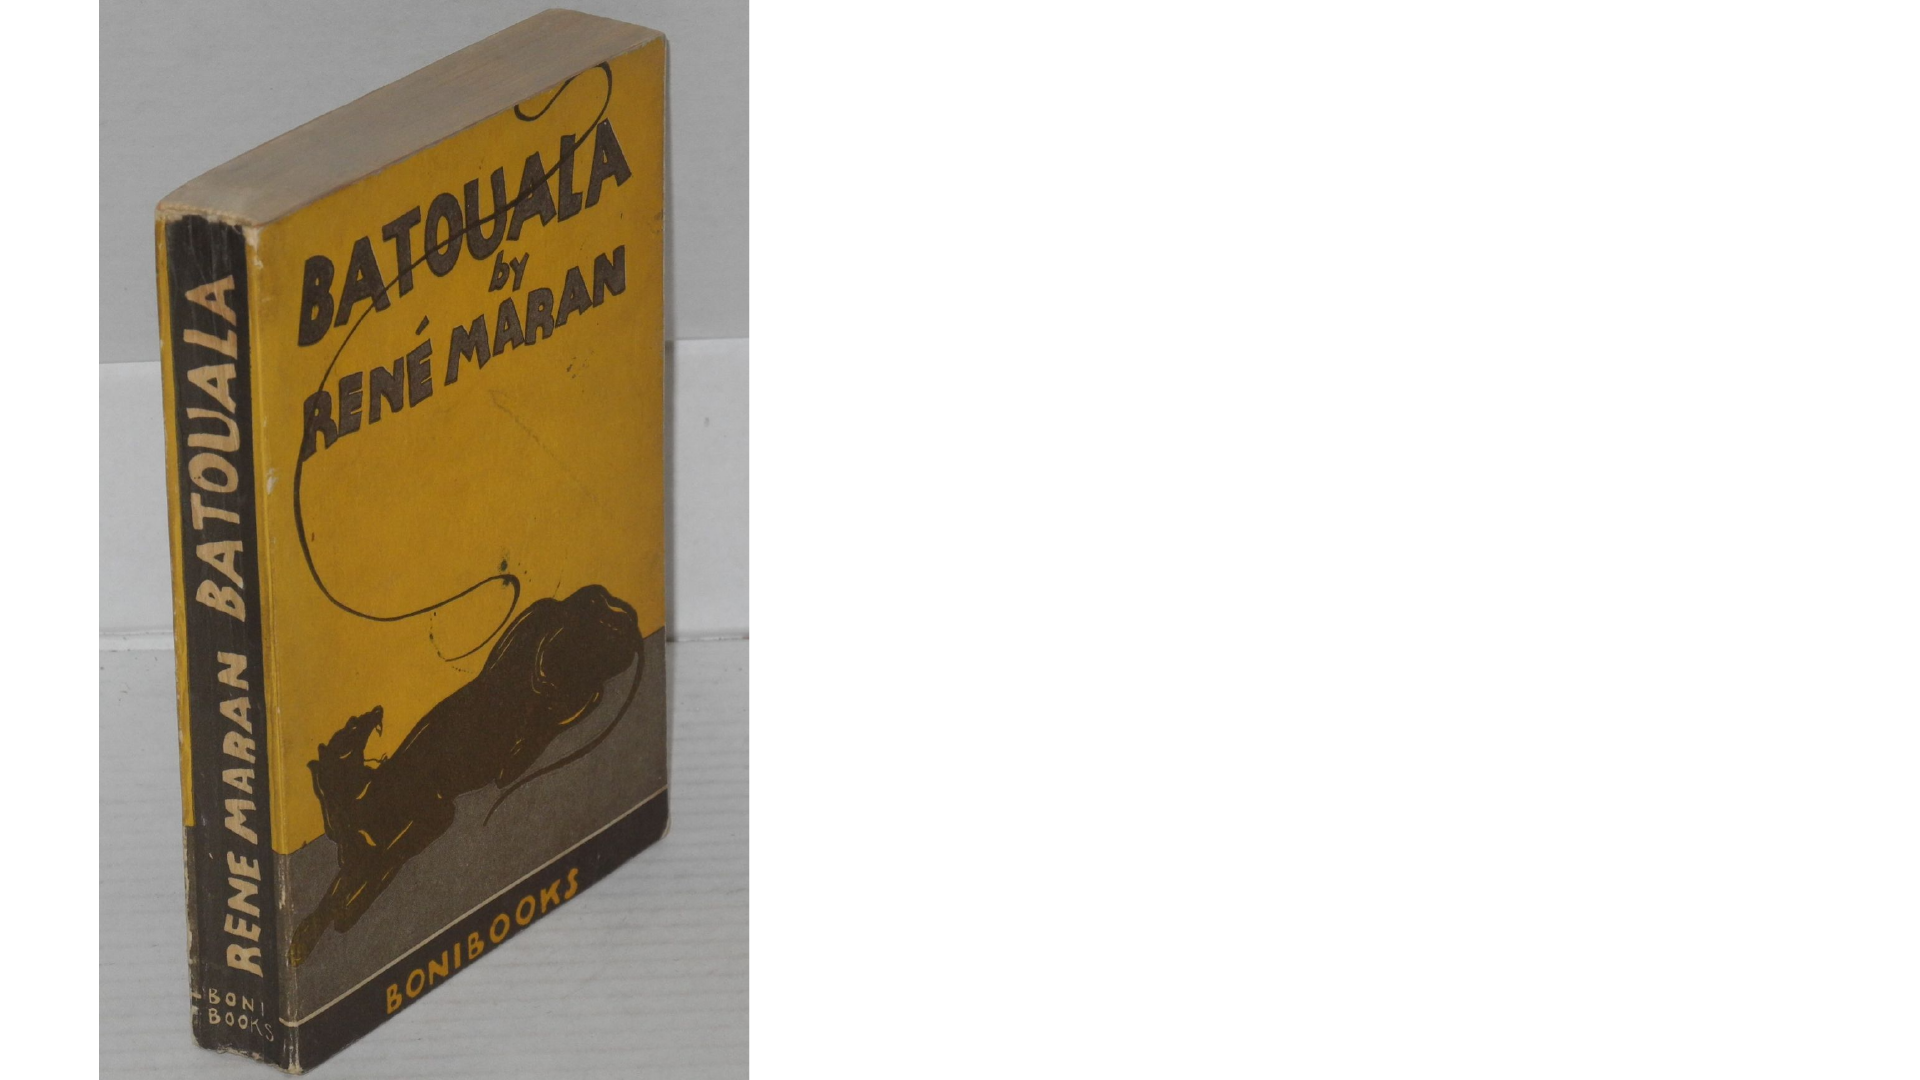 BATOUALA
by
RENÉ MARAN
BONIBOOKS
RENE MARAN BATOUALA
BONI
BOOKS